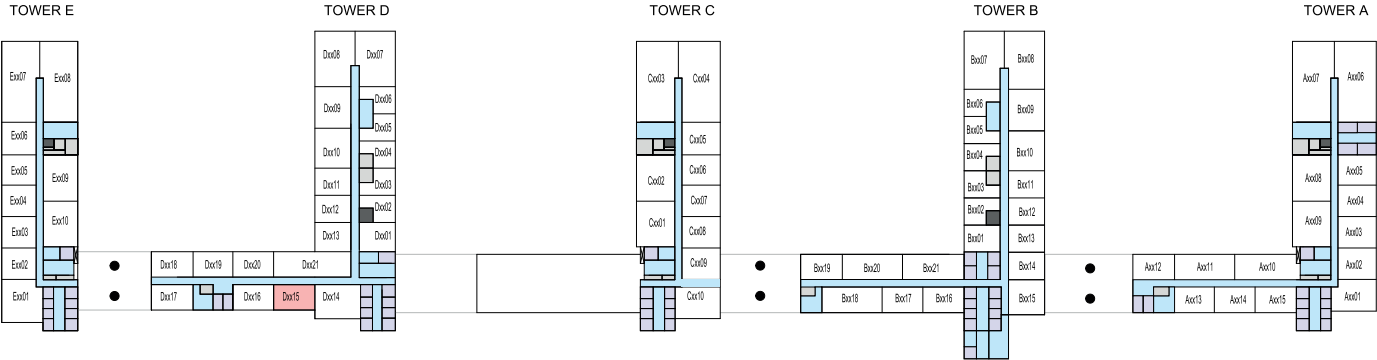 TOWER E
TOWER D
TOWER C
TOWER B
TOWER A
Exx07
Exx08
Exx06
Exx05
Exx09
Exx04
Exx03
Exx10
Exx02
Exx01
Dxx08
Dxx07
Dxx09
Dxx06
Dxx05
Dxx10
Dxx04
Dxx11
Dxx03
Dxx12
Dxx02
Dxx13
Dxx01
Dxx18
Dxx19
Dxx20
Dxx21
Dxx17
Dxx16
Dxx15
Dxx14
Cxx03
Cxx04
Cxx05
Cxx02
Cxx06
Cxx07
Cxx01
Cxx08
Cxx09
Cxx10
Bxx07
Bxx08
Bxx06
Bxx09
Bxx05
Bxx04
Bxx10
Bxx03
Bxx11
Bxx02
Bxx12
Bxx01
Bxx13
Bxx19
Bxx20
Bxx21
Bxx14
Bxx18
Bxx17
Bxx16
Bxx15
Axx07
Axx06
Axx08
Axx05
Axx04
Axx09
Axx03
Axx12
Axx11
Axx10
Axx02
Axx13
Axx14
Axx15
Axx01